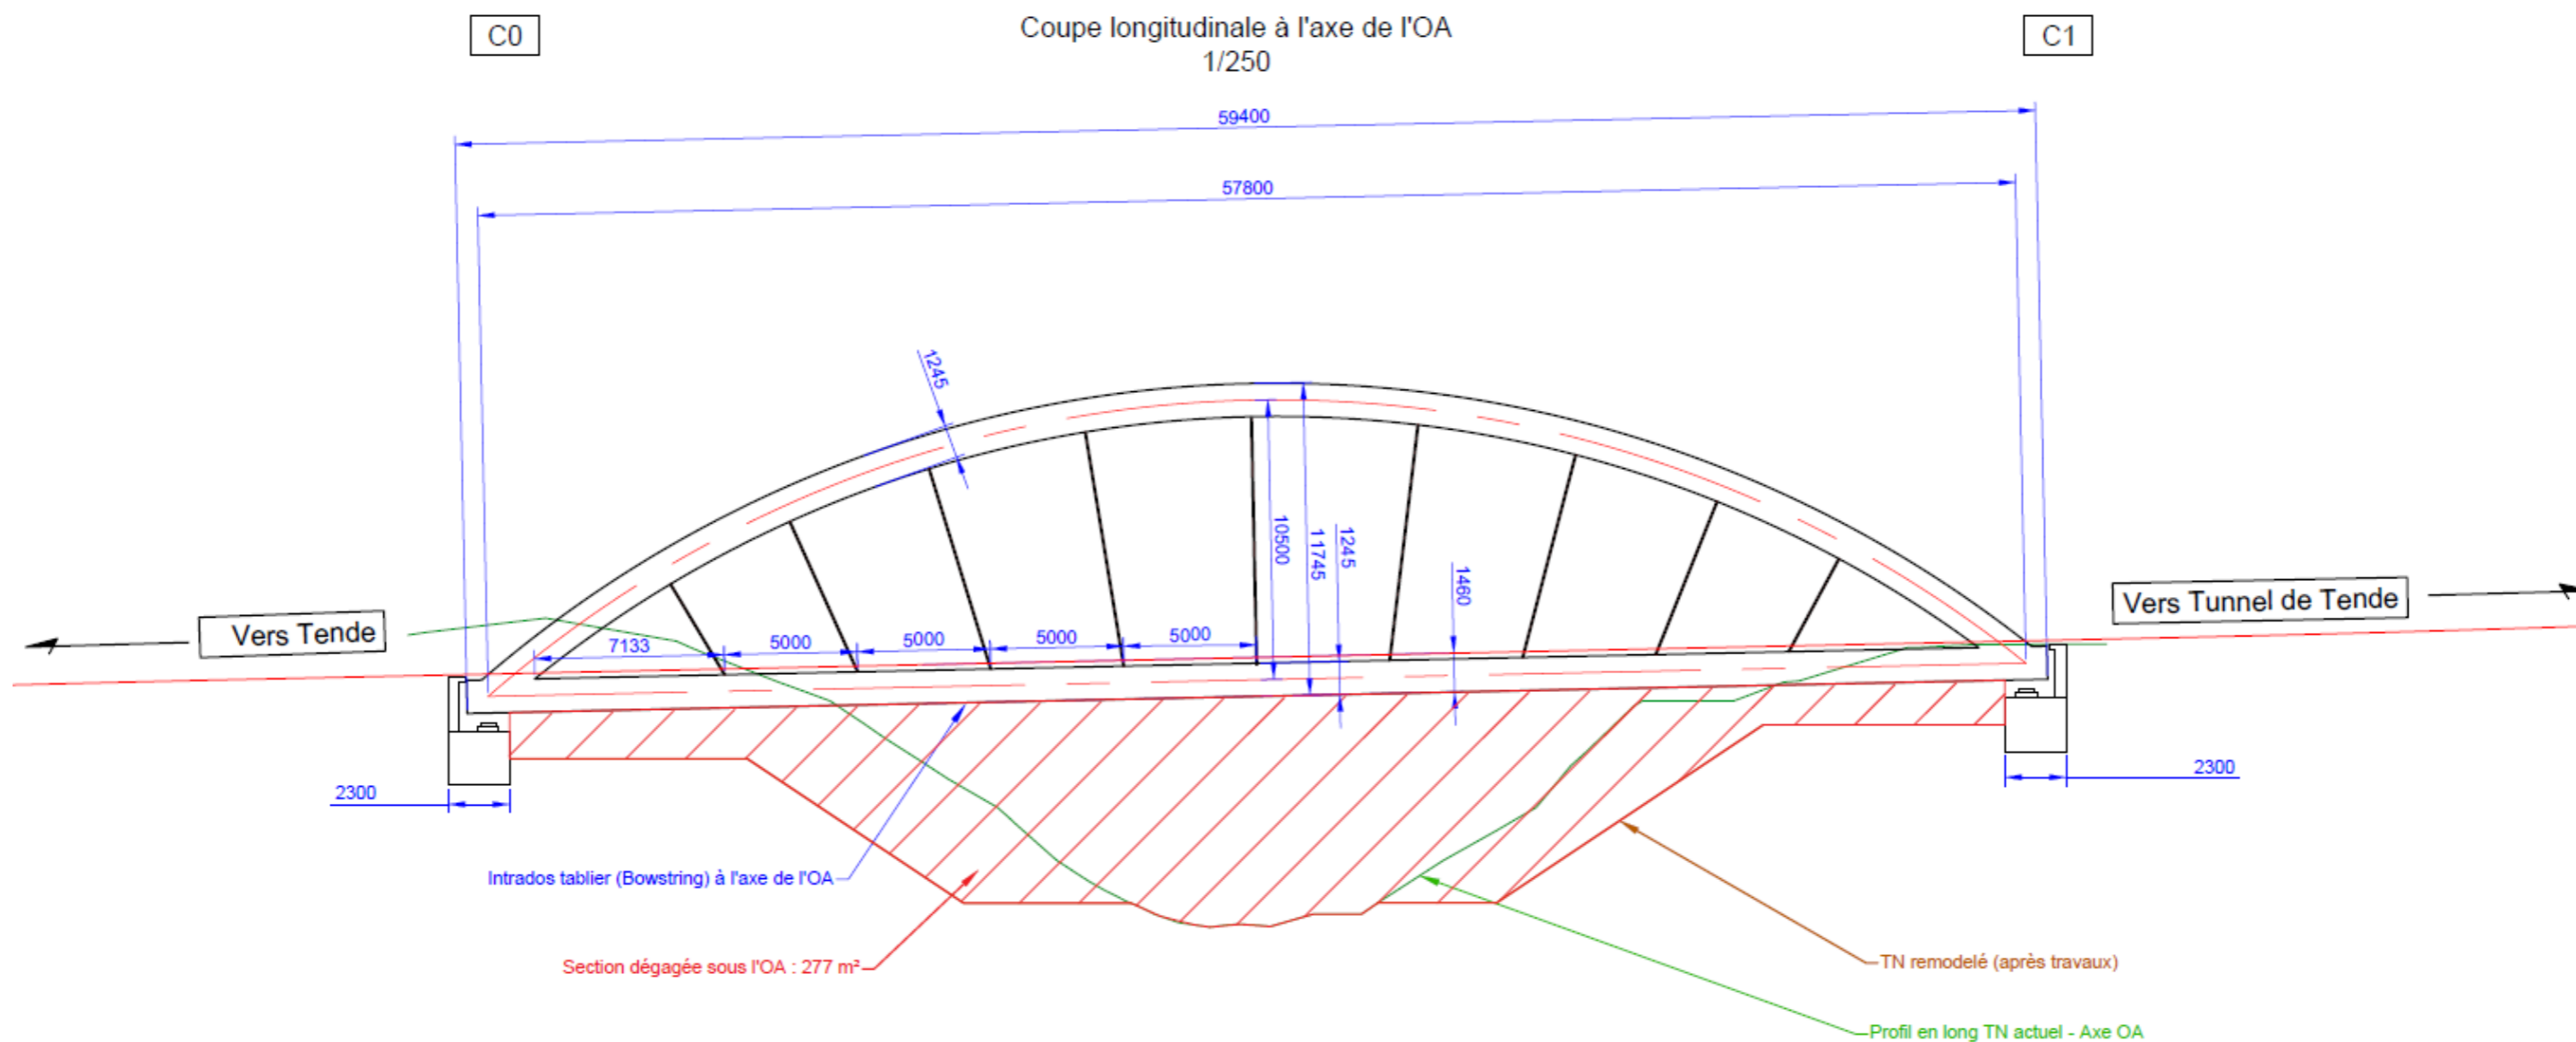 C0
Coupe longitudinale à l'axe de l'OA
1/250
C1
59400
57800
1245
10500
11745
1245
1460
Vers Tende
Vers Tunnel de Tende
7133
5000
5000
5000
5000
2300
2300
Intrados tablier (Bowstring) à l'axe de l'OA
Section dégagée sous l'OA : 277 m²
TN remodelé (après travaux)
Profil en long TN actuel - Axe OA